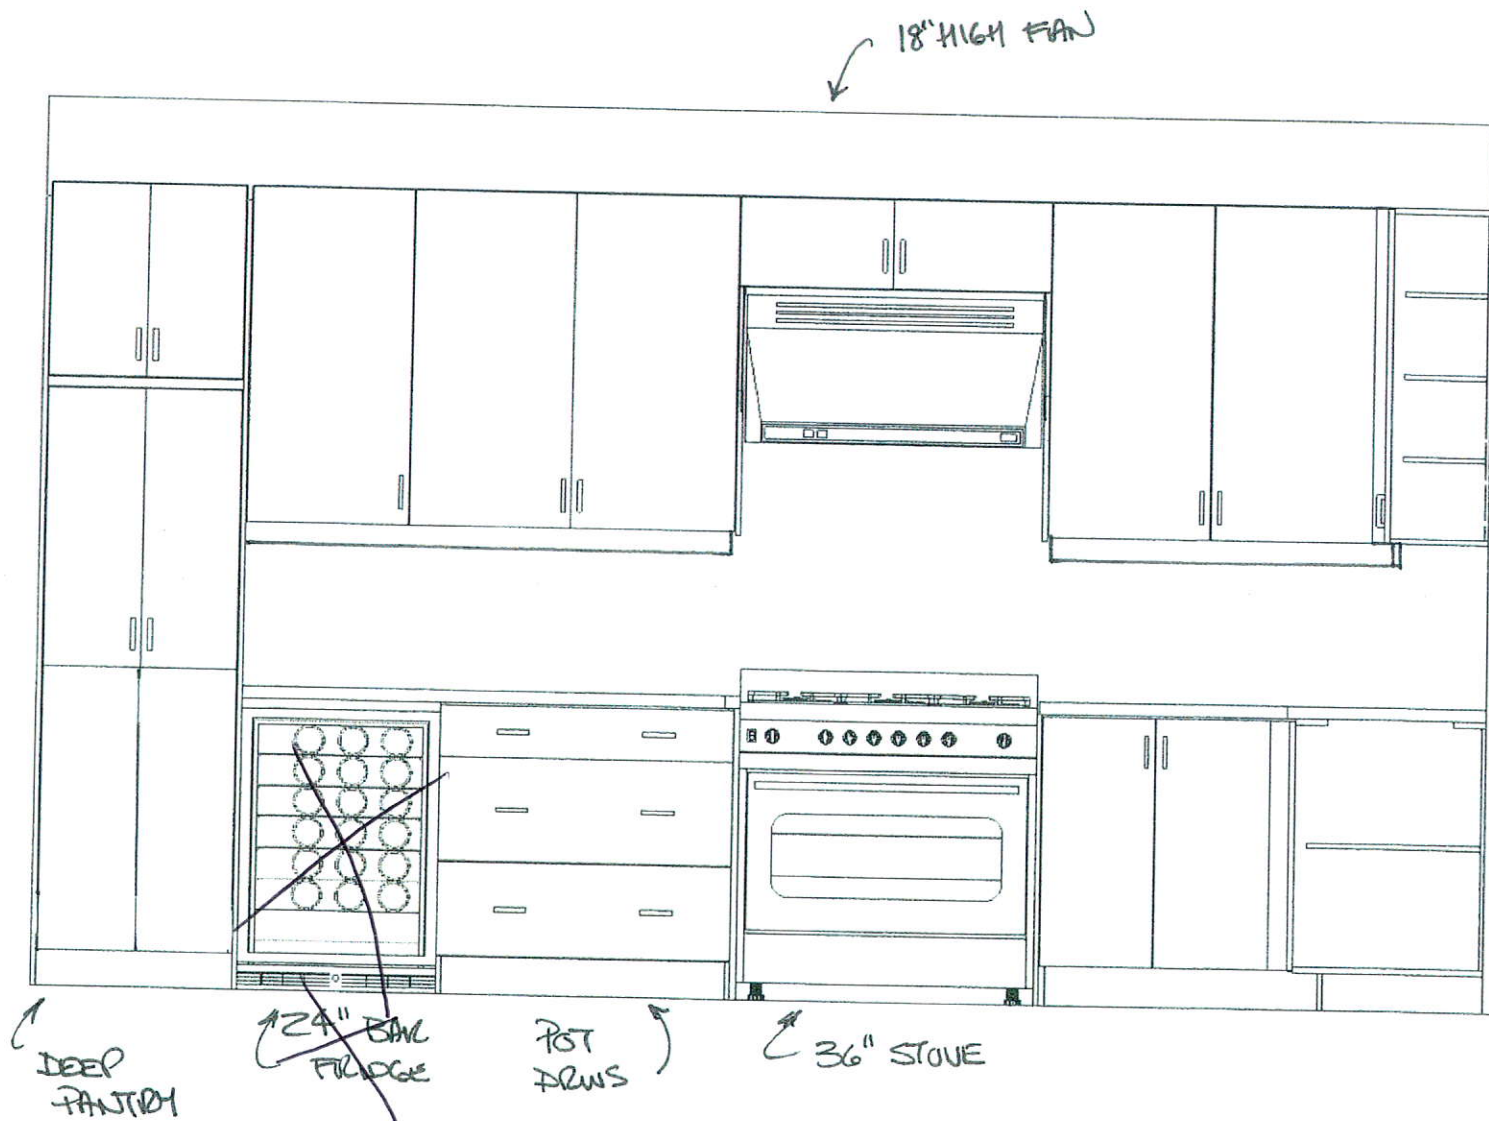 18" HIGH FAN
DEEP
PANTRY
24" BAR
FRIDGE
POT
DRWS
36" STOVE